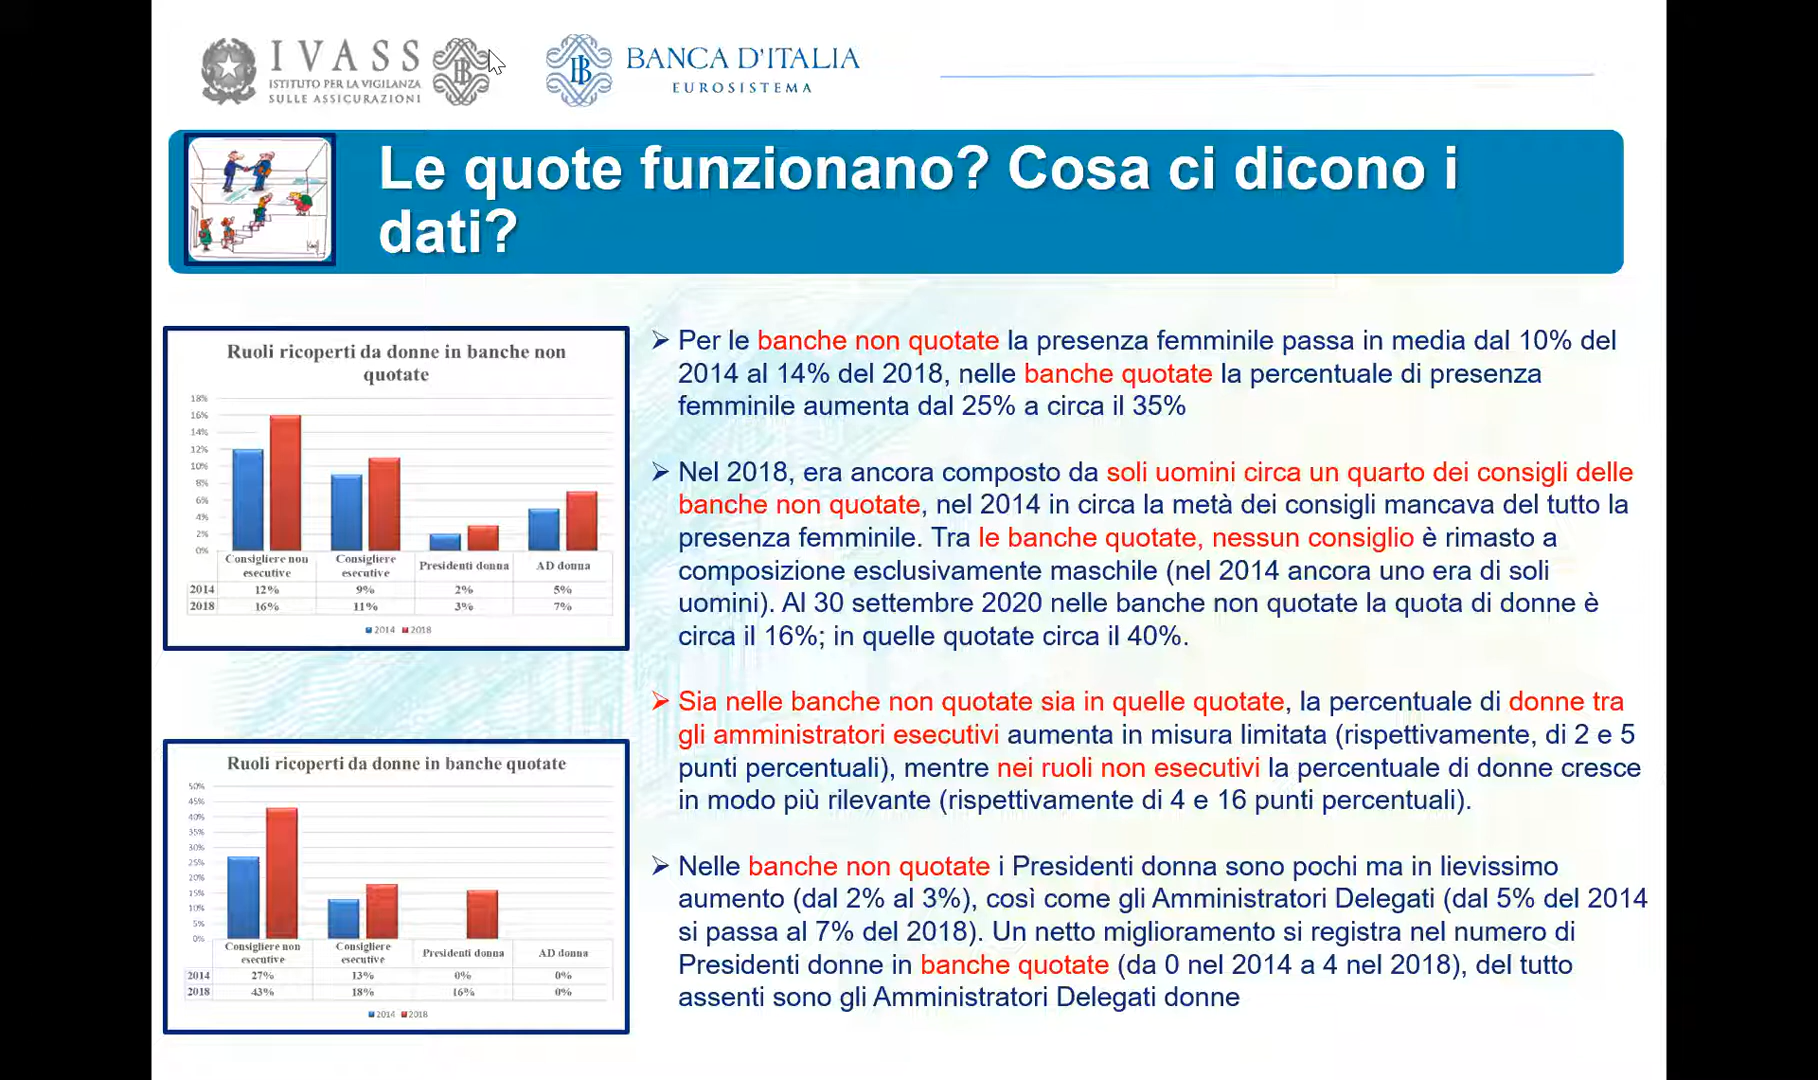 IVASS
ISTITUTO PER LA VIGILANZA
SULLE ASSICURAZIONI
BANCA D'ITALIA
EUROSISTEMA
Le quote funzionano? Cosa ci dicono i
dati?
Ruoli ricoperti da donne in banche non
quotate
18%
16%
14%
12%
10%
8%
6%
4%
2%
0%
Consigliere non esecutive Consigliere esecutive Presidenti donna AD donna
2014 12% 9% 2% 5%
2018 16% 11% 3% 7%
2014 2018
Ruoli ricoperti da donne in banche quotate
50%
45%
40%
35%
30%
25%
20%
15%
10%
5%
0%
Consigliere non esecutive Consigliere esecutive Presidenti donna AD donna
2014 27% 13% 0% 0%
2018 43% 18% 16% 0%
2014 2018
Per le banche non quotate la presenza femminile passa in media dal 10% del
2014 al 14% del 2018, nelle banche quotate la percentuale di presenza
femminile aumenta dal 25% a circa il 35%
Nel 2018, era ancora composto da soli uomini circa un quarto dei consigli delle
banche non quotate, nel 2014 in circa la metà dei consigli mancava del tutto la
presenza femminile. Tra le banche quotate, nessun consiglio è rimasto a
composizione esclusivamente maschile (nel 2014 ancora uno era di soli
uomini). Al 30 settembre 2020 nelle banche non quotate la quota di donne è
circa il 16%; in quelle quotate circa il 40%.
Sia nelle banche non quotate sia in quelle quotate, la percentuale di donne tra
gli amministratori esecutivi aumenta in misura limitata (rispettivamente, di 2 e 5
punti percentuali), mentre nei ruoli non esecutivi la percentuale di donne cresce
in modo più rilevante (rispettivamente di 4 e 16 punti percentuali).
Nelle banche non quotate i Presidenti donna sono pochi ma in lievissimo
aumento (dal 2% al 3%), così come gli Amministratori Delegati (dal 5% del 2014
si passa al 7% del 2018). Un netto miglioramento si registra nel numero di
Presidenti donne in banche quotate (da 0 nel 2014 a 4 nel 2018), del tutto
assenti sono gli Amministratori Delegati donne